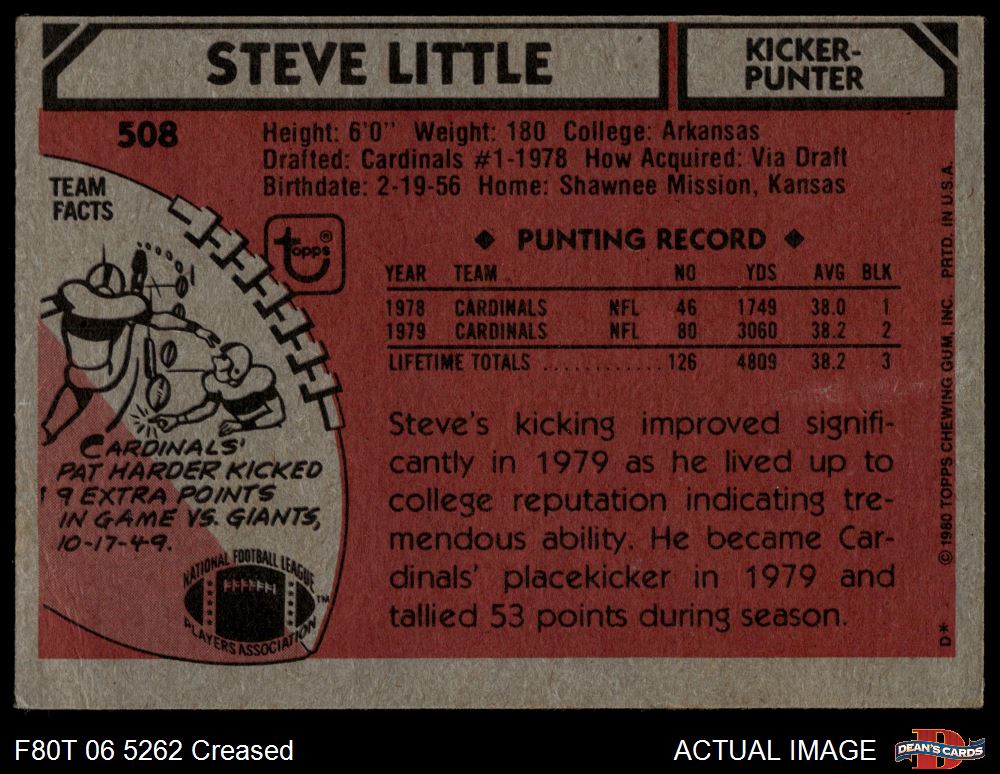 STEVE LITTLE
KICKER-
PUNTER
508
Height: 6'0" Weight: 180 College: Arkansas
Drafted: Cardinals #1-1978 How Acquired: Via Draft
Birthdate: 2-19-56 Home: Shawnee Mission, Kansas
TEAM
FACTS
topps®
◆ PUNTING RECORD ◆
YEAR TEAM NO YDS AVG BLK
1978 CARDINALS NFL 46 1749 38.0 1
1979 CARDINALS NFL 80 3060 38.2 2
LIFETIME TOTALS ............. 126 4809 38.2 3
Steve's kicking improved signifi-
cantly in 1979 as he lived up to
college reputation indicating tre-
mendous ability. He became Car-
dinals' placekicker in 1979 and
tallied 53 points during season.
CARDINALS'
PAT HARDER KICKED
9 EXTRA POINTS
IN GAME VS. GIANTS,
10-17-49.
NATIONAL FOOTBALL LEAGUE
PLAYERS ASSOCIATION
TM
D* © 1980 TOPPS CHEWING GUM, INC. PRTD. IN U.S.A.
F80T 06 5262 Creased
ACTUAL IMAGE
D
DEAN'S CARDS